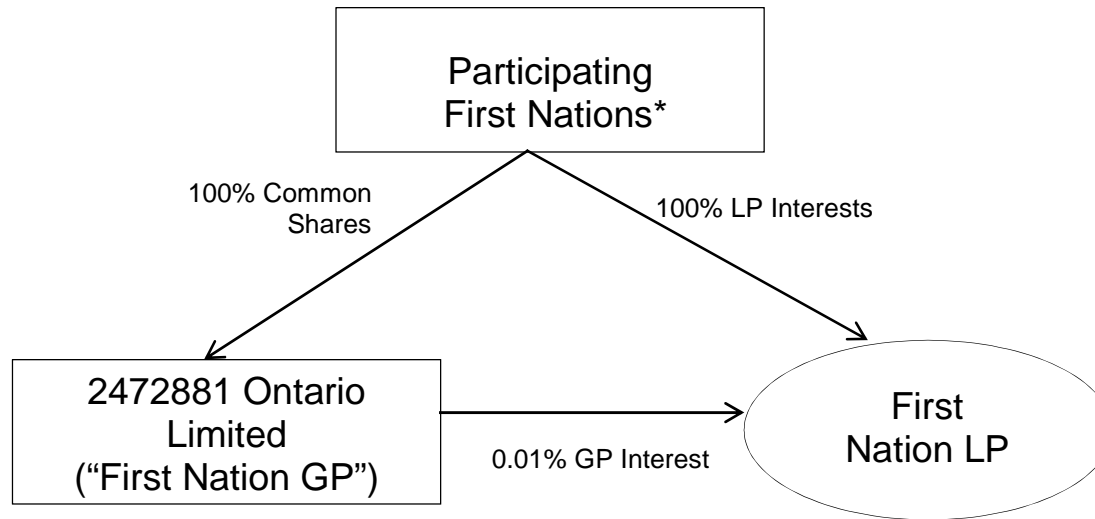 Participating
First Nations*
100% Common
Shares
100% LP Interests
2472881 Ontario
Limited
(“First Nation GP”)
0.01% GP Interest
First
Nation LP